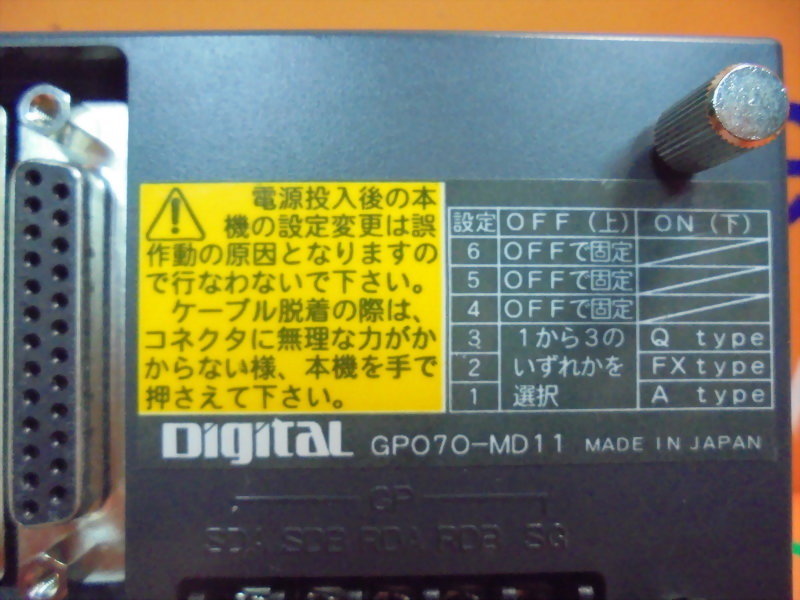 電源投入後の本
機の設定変更は誤
作動の原因となりますの
で行なわないで下さい。
ケーブル脱着の際は、
コネクタに無理な力がか
からない様、本機を手で
押さえて下さい。
設定 OFF (上) ON (下)
6 OFFで固定
5 OFFで固定
4 OFFで固定
3 1から3の Q type
2 いずれかを FX type
1 選択 A type
Digital GP070-MD11 MADE IN JAPAN
GP
SDA SDB RDA RDB SG